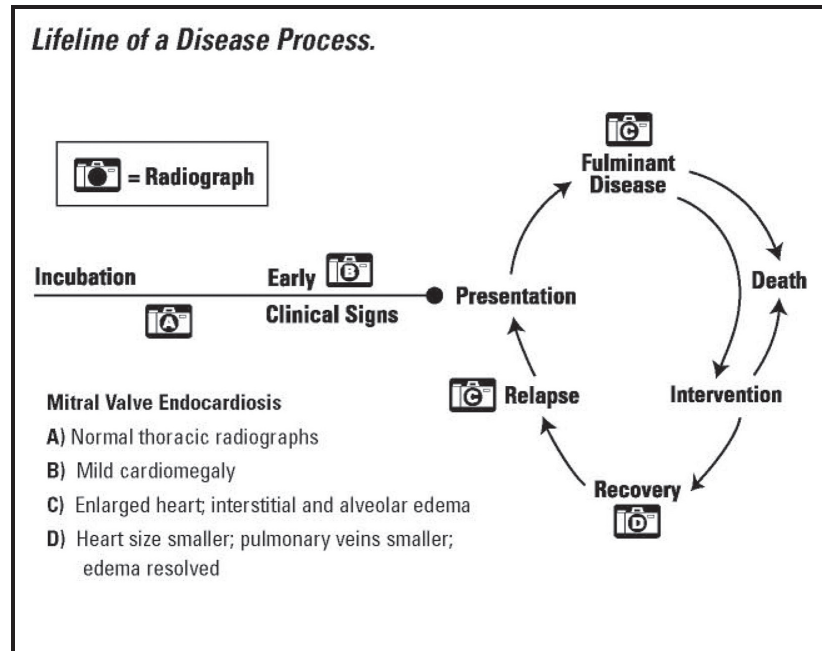 Lifeline of a Disease Process.
= Radiograph
C
Fulminant
Disease
Incubation
Early
B
Clinical Signs
A
Presentation
Death
C
Relapse
Intervention
Recovery
D
Mitral Valve Endocardiosis
A) Normal thoracic radiographs
B) Mild cardiomegaly
C) Enlarged heart; interstitial and alveolar edema
D) Heart size smaller; pulmonary veins smaller;
edema resolved